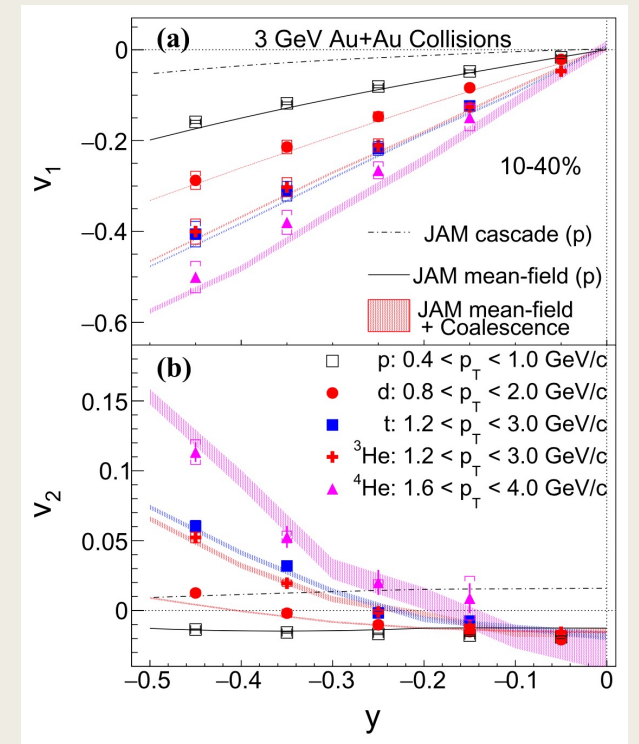 (a) 3 GeV Au+Au Collisions
0
−0.2
−0.4
−0.6
v1
10-40%
JAM cascade (p)
JAM mean-field (p)
JAM mean-field
+ Coalescence
(b)
p: 0.4 < pT < 1.0 GeV/c
d: 0.8 < pT < 2.0 GeV/c
t: 1.2 < pT < 3.0 GeV/c
3He: 1.2 < pT < 3.0 GeV/c
4He: 1.6 < pT < 4.0 GeV/c
0.15
0.1
0.05
0
v2
−0.5 −0.4 −0.3 −0.2 −0.1 0
y